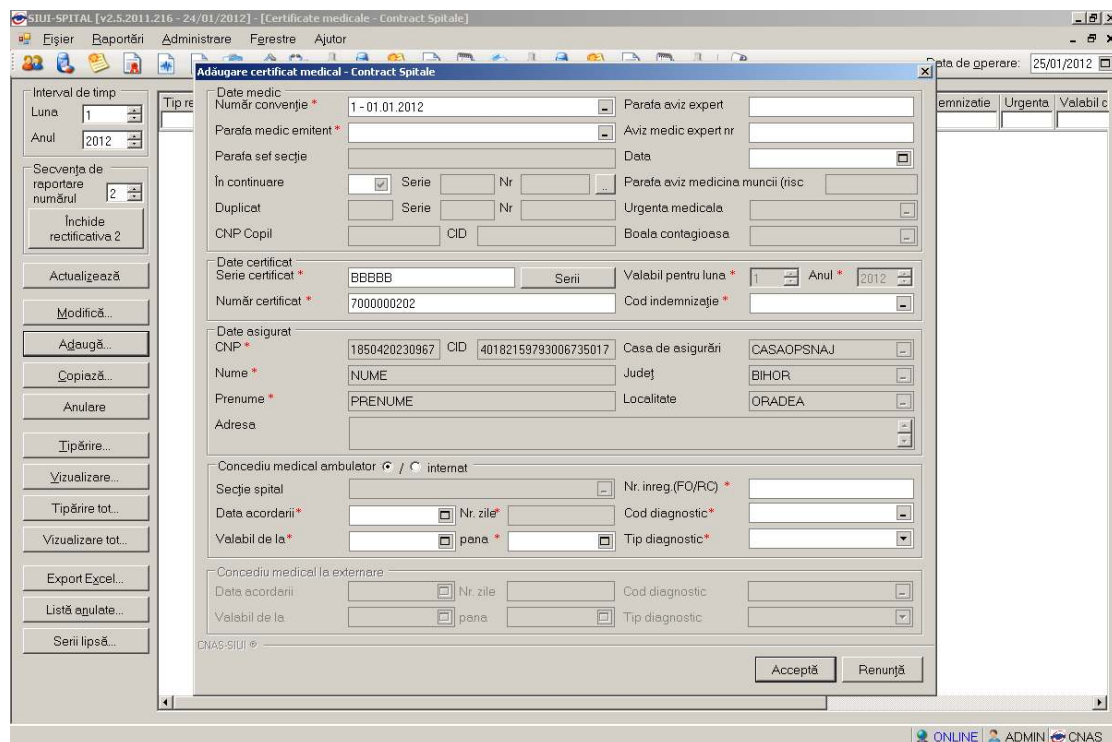 SIUI-SPITAL [v2.5.2011.216 - 24/01/2012] - [Certificate medicale - Contract Spitale]
Fișier Raportări Administrare Ferestre Ajutor
Data de operare: 25/01/2012
Interval de timp
Luna 1
Anul 2012
Secvența de raportare numărul 2
Închide rectificativa 2
Actualizează
Modifică...
Adaugă...
Copiază...
Anulare
Tipărire...
Vizualizare...
Tipărire tot...
Vizualizare tot...
Export Excel...
Listă anulate...
Serii lipsă...
Tip re
emnizatie Urgenta Valabil d
Adăugare certificat medical - Contract Spitale
Date medic
Număr convenție * 1 - 01.01.2012 Parafa aviz expert
Parafa medic emitent * Aviz medic expert nr
Parafa sef secție Data
În continuare Serie Nr .. Parafa aviz medicina muncii (risc
Duplicat Serie Nr Urgenta medicala
CNP Copil CID Boala contagioasa
Date certificat
Serie certificat * BBBBB Serii Valabil pentru luna * 1 Anul * 2012
Număr certificat * 7000000202 Cod indemnizație *
Date asigurat
CNP * 1850420230967 CID 40182159793006735017 Casa de asigurări CASAOPSNAJ
Nume * NUME Județ BIHOR
Prenume * PRENUME Localitate ORADEA
Adresa
Concediu medical ambulator / internat
Secție spital Nr. inreg.(FO/RC) *
Data acordarii * Nr. zile * Cod diagnostic *
Valabil de la * pana * Tip diagnostic *
Concediu medical la externare
Data acordarii Nr. zile Cod diagnostic
Valabil de la pana Tip diagnostic
CNAS-SIUI ®
Acceptă Renunță
ONLINE ADMIN CNAS